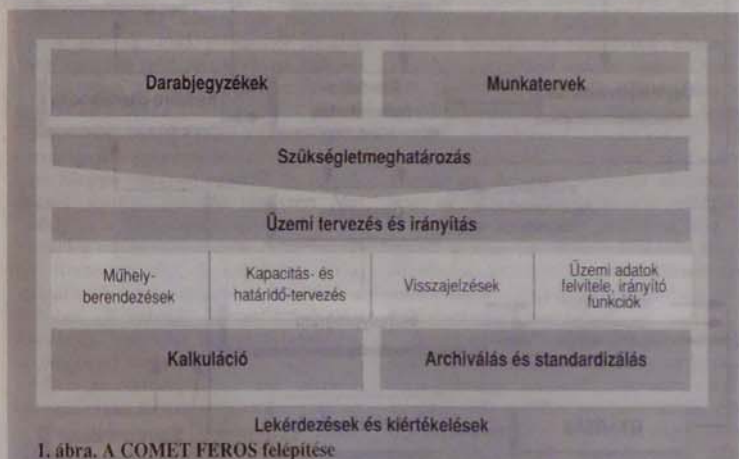 Darabjegyzékek
Munkatervek
Szükségletmeghatározás
Üzemi tervezés és irányítás
Műhely-
berendezések
Kapacitás- és
határidő-tervezés
Visszajelzések
Üzemi adatok
felvitele, irányító
funkciók
Kalkuláció
Archiválás és standardizálás
Lekérdezések és kiértékelések
1. ábra. A COMET FEROS felépítése